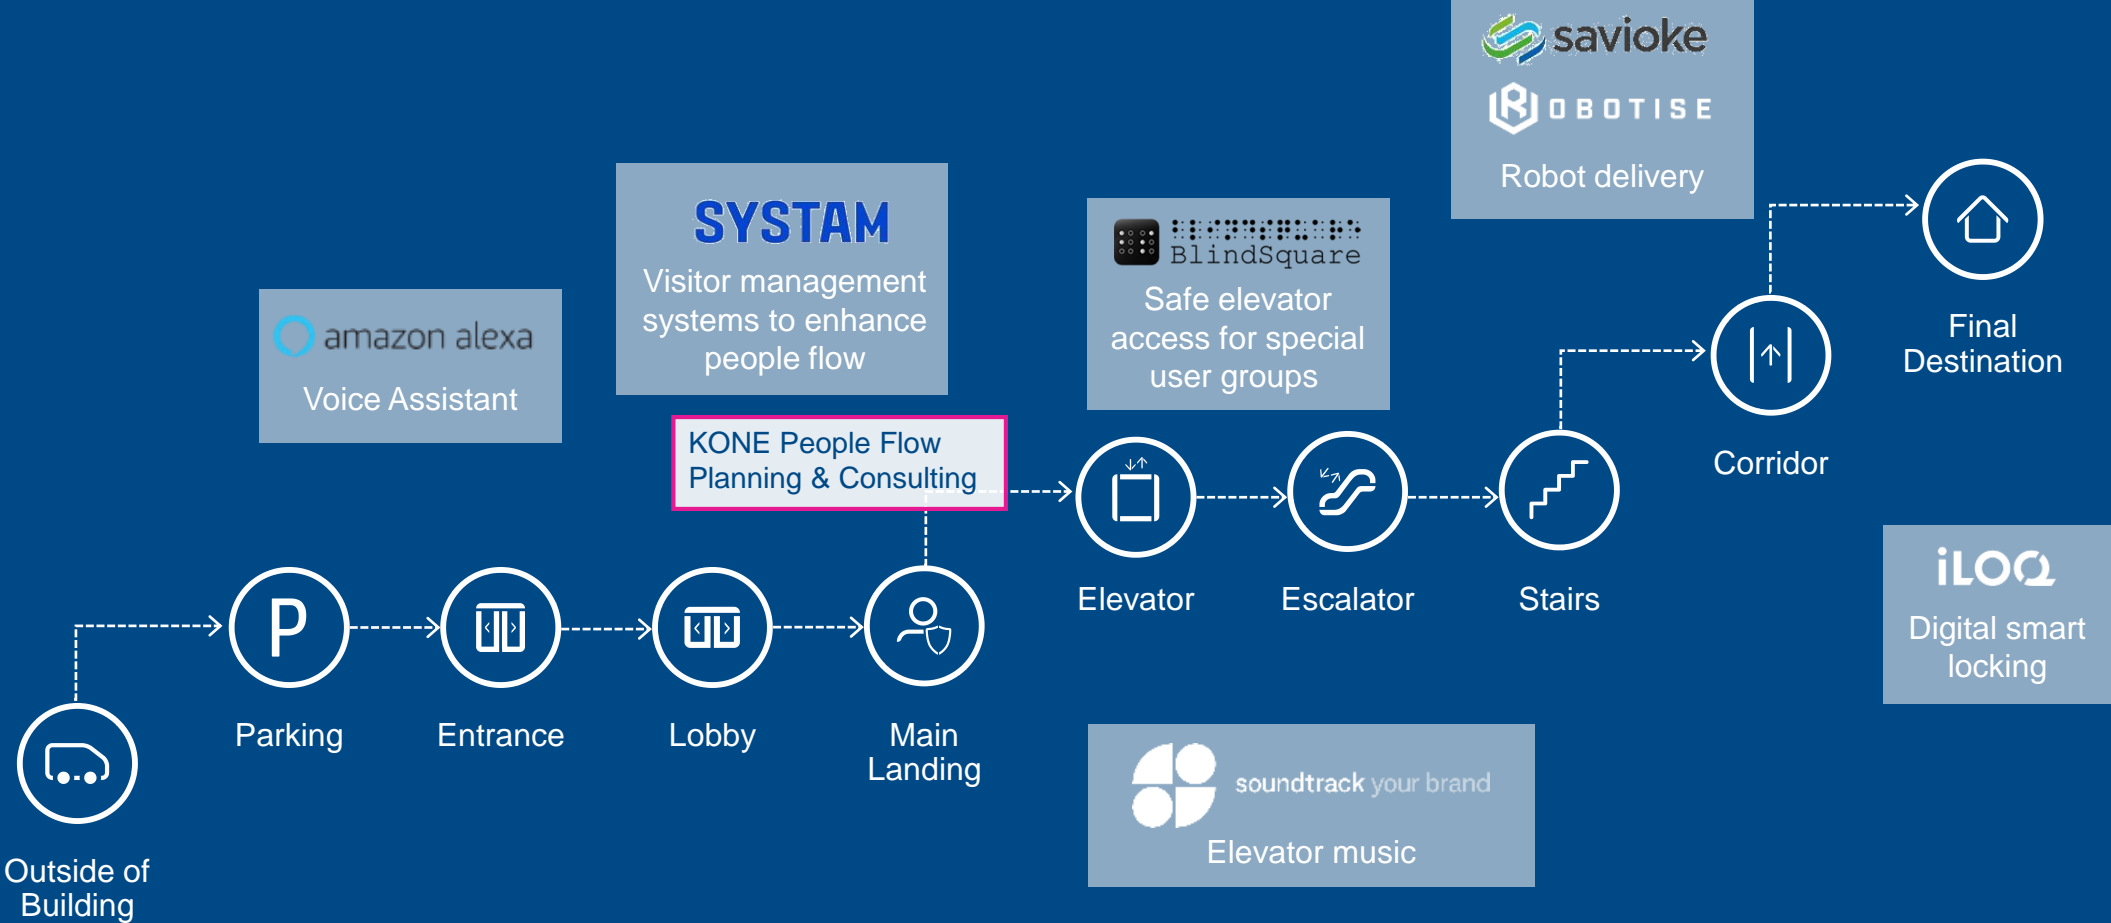 savioke
ROBOTISE
Robot delivery
SYSTAM
Visitor management
systems to enhance
people flow
BlindSquare
Safe elevator
access for special
user groups
amazon alexa
Voice Assistant
Final
Destination
KONE People Flow
Planning & Consulting
Corridor
Elevator
Escalator
Stairs
iLOQ
Digital smart
locking
P
Parking
Entrance
Lobby
Main
Landing
soundtrack your brand
Elevator music
Outside of
Building